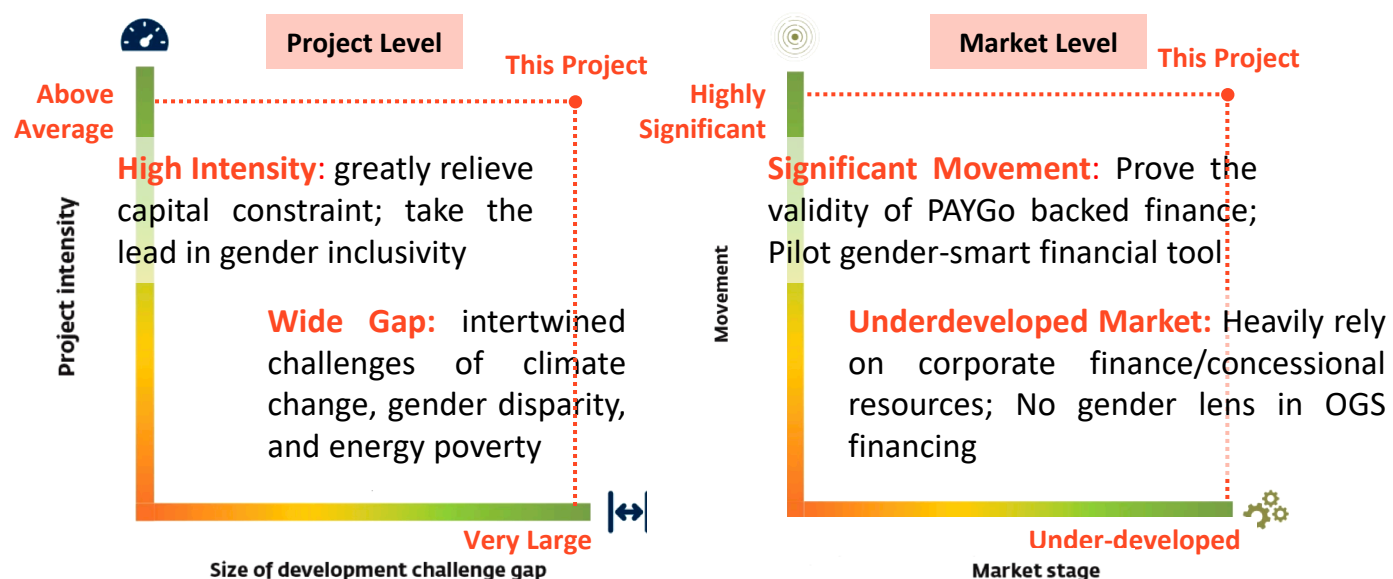 Project Level
This Project
Above
Average
High Intensity: greatly relieve
capital constraint; take the
lead in gender inclusivity
Project intensity
Wide Gap: intertwined
challenges of climate
change, gender disparity,
and energy poverty
Very Large
Size of development challenge gap
Market Level
This Project
Highly
Significant
Significant Movement: Prove the
validity of PAYGo backed finance;
Pilot gender-smart financial tool
Movement
Underdeveloped Market: Heavily rely
on corporate finance/concessional
resources; No gender lens in OGS
financing
Under-developed
Market stage